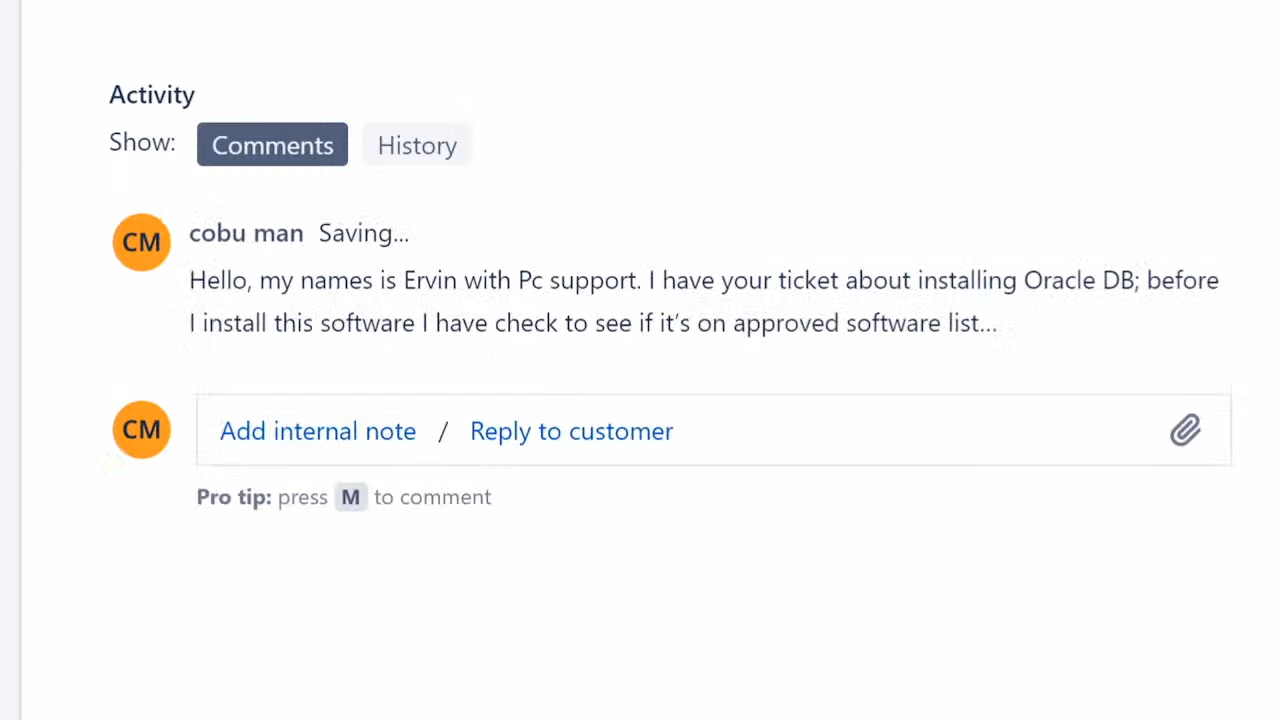 Activity
Show: Comments History
CM cobu man Saving...
Hello, my names is Ervin with Pc support. I have your ticket about installing Oracle DB; before
I install this software I have check to see if it’s on approved software list...
CM Add internal note / Reply to customer
Pro tip: press M to comment